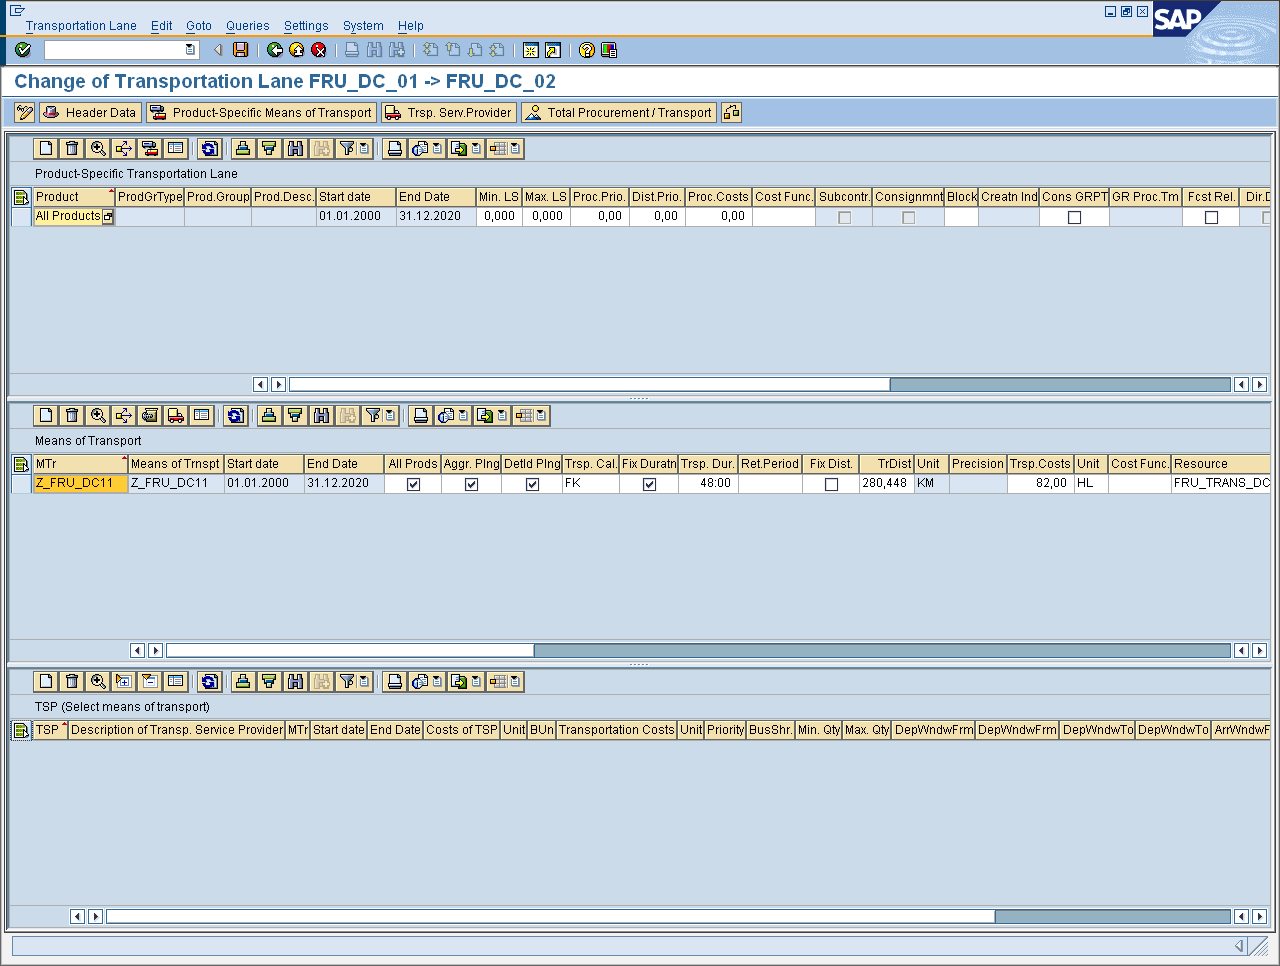 Transportation Lane Edit Goto Queries Settings System Help
SAP
Change of Transportation Lane FRU_DC_01 -> FRU_DC_02
Header Data Product-Specific Means of Transport Trsp. Serv.Provider Total Procurement / Transport
Product-Specific Transportation Lane
Product ProdGrType Prod.Group Prod.Desc. Start date End Date Min. LS Max. LS Proc.Prio. Dist.Prio. Proc.Costs Cost Func. Subcontr. Consignmnt Block Creatn Ind Cons GRPT GR Proc.Tm Fcst Rel. Dir.D
All Products 01.01.2000 31.12.2020 0,000 0,000 0,00 0,00 0,00
Means of Transport
MTr Means of Trnspt Start date End Date All Prods Aggr. Plng Detld Plng Trsp. Cal. Fix Duratn Trsp. Dur. Ret.Period Fix Dist. TrDist Unit Precision Trsp.Costs Unit Cost Func. Resource
Z_FRU_DC11 Z_FRU_DC11 01.01.2000 31.12.2020 FK 48:00 280,448 KM 82,00 HL FRU_TRANS_DC
TSP (Select means of transport)
TSP Description of Transp. Service Provider MTr Start date End Date Costs of TSP Unit BUn Transportation Costs Unit Priority BusShr. Min. Qty Max. Qty DepWndwFrm DepWndwFrm DepWndwTo DepWndwTo ArrWndwF